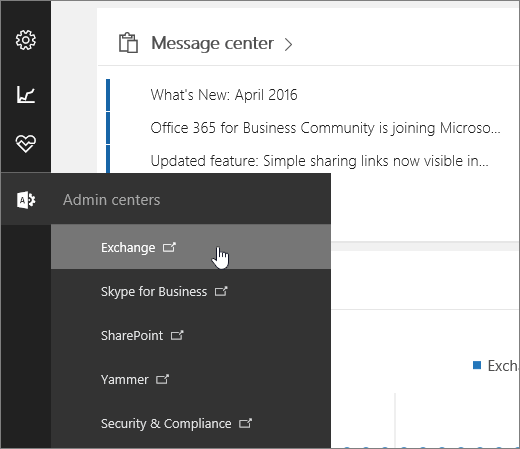 Message center
What's New: April 2016
Office 365 for Business Community is joining Microso...
Updated feature: Simple sharing links now visible in...
Admin centers
Exchange
Skype for Business
SharePoint
Yammer
Security & Compliance
Exch